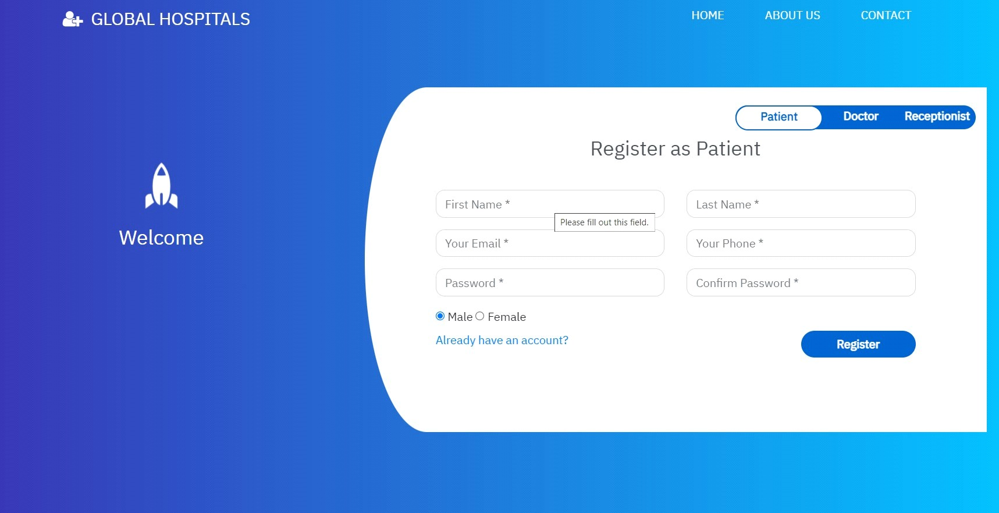 GLOBAL HOSPITALS
HOME ABOUT US CONTACT
Patient Doctor Receptionist
Register as Patient
First Name * Last Name *
Please fill out this field.
Your Email * Your Phone *
Password * Confirm Password *
Male Female
Already have an account?
Register
Welcome